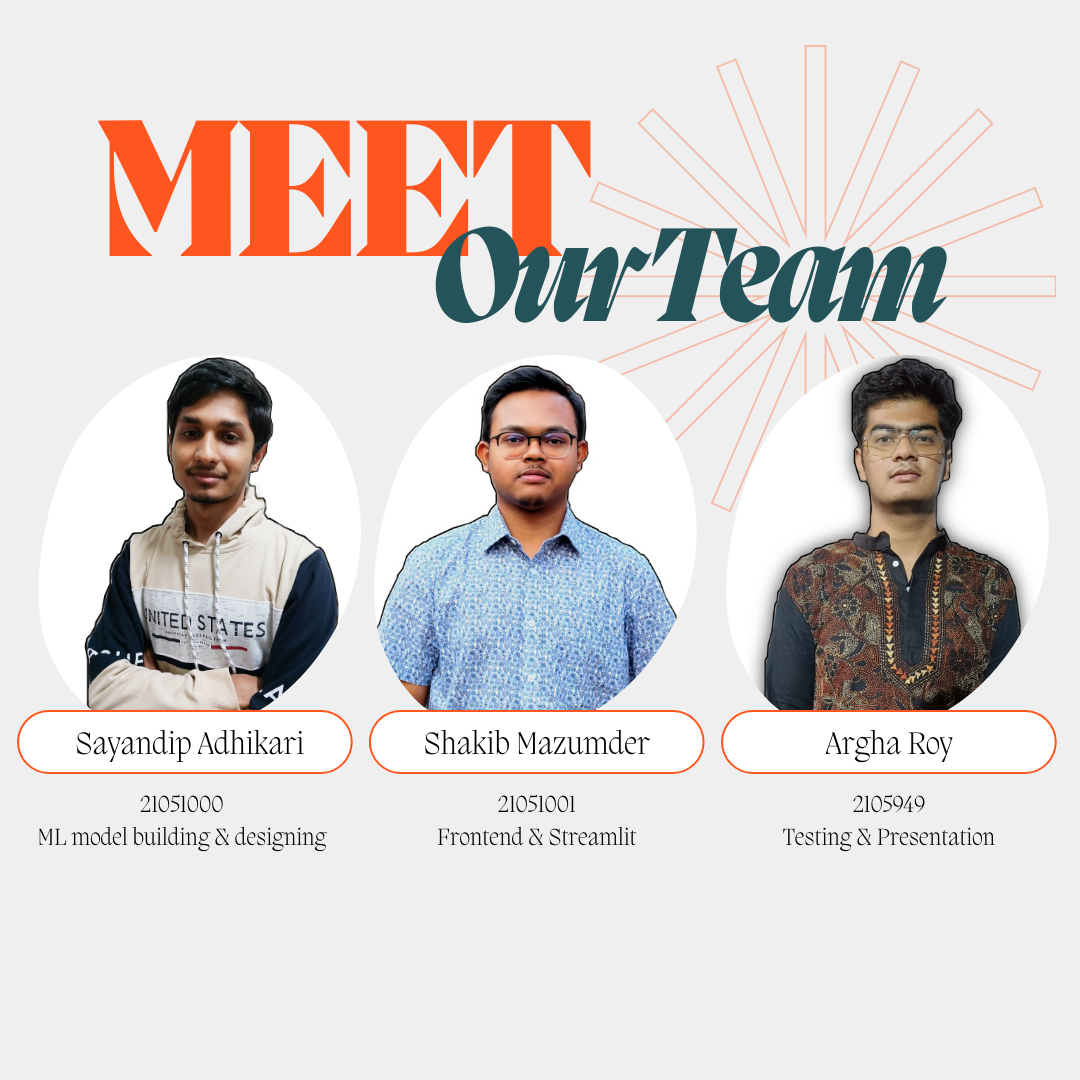 MEET
Our Team
UNITED STATES
Sayandip Adhikari
Shakib Mazumder
Argha Roy
21051000
21051001
2105949
ML model building & designing
Frontend & Streamlit
Testing & Presentation